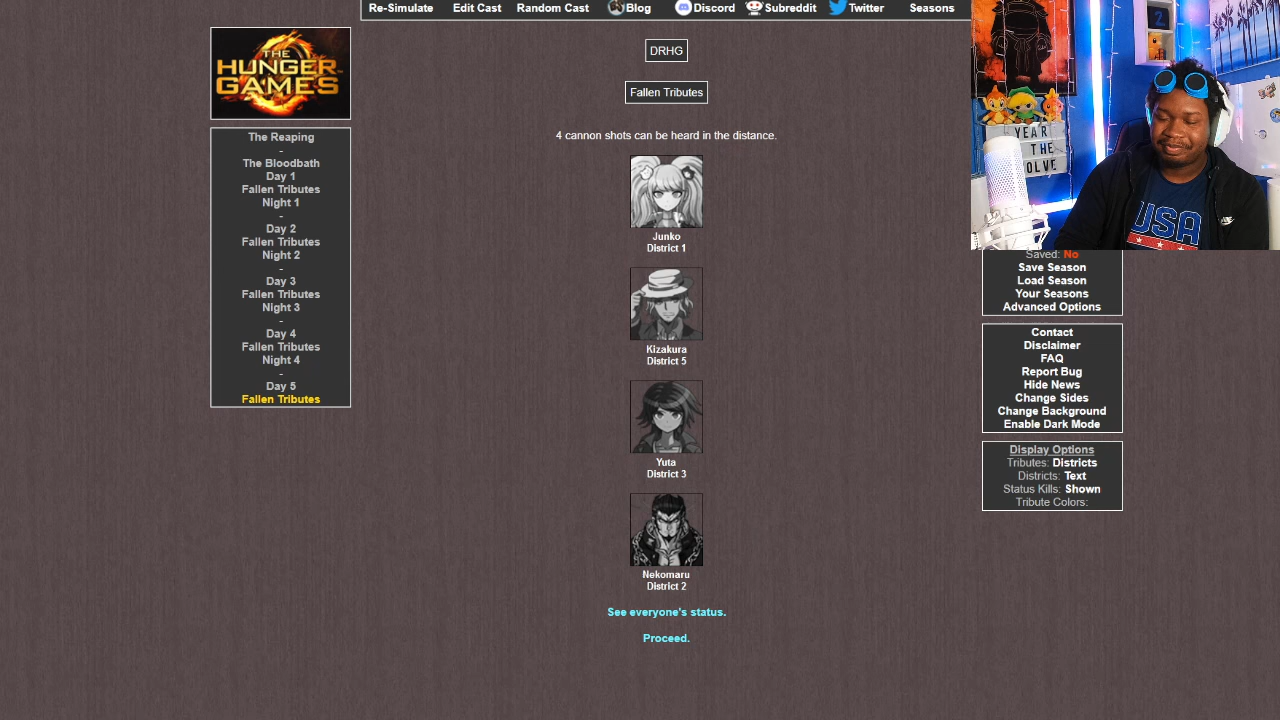 Re-Simulate Edit Cast Random Cast Blog Discord Subreddit Twitter Seasons
THE
HUNGER
GAMES
The Reaping
-
The Bloodbath
Day 1
Fallen Tributes
Night 1
-
Day 2
Fallen Tributes
Night 2
-
Day 3
Fallen Tributes
Night 3
-
Day 4
Fallen Tributes
Night 4
-
Day 5
Fallen Tributes
DRHG
Fallen Tributes
4 cannon shots can be heard in the distance.
Junko
District 1
Kizakura
District 5
Yuta
District 3
Nekomaru
District 2
See everyone's status.
Proceed.
2
YEAR
THE
OLVE
USA
Saved: No
Save Season
Load Season
Your Seasons
Advanced Options
Contact
Disclaimer
FAQ
Report Bug
Hide News
Change Sides
Change Background
Enable Dark Mode
Display Options
Tributes: Districts
Districts: Text
Status Kills: Shown
Tribute Colors: